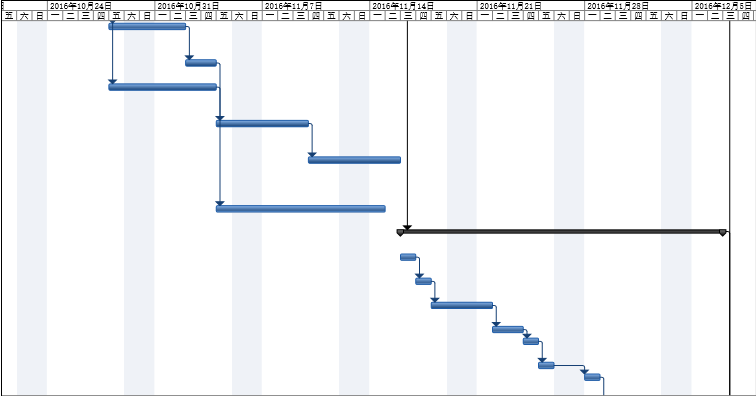 2016年10月24日 2016年10月31日 2016年11月7日 2016年11月14日 2016年11月21日 2016年11月28日 2016年12月5日
五 六 日 一 二 三 四 五 六 日 一 二 三 四 五 六 日 一 二 三 四 五 六 日 一 二 三 四 五 六 日 一 二 三 四 五 六 日 一 二 三 四 五 六 日 一 二 三 四